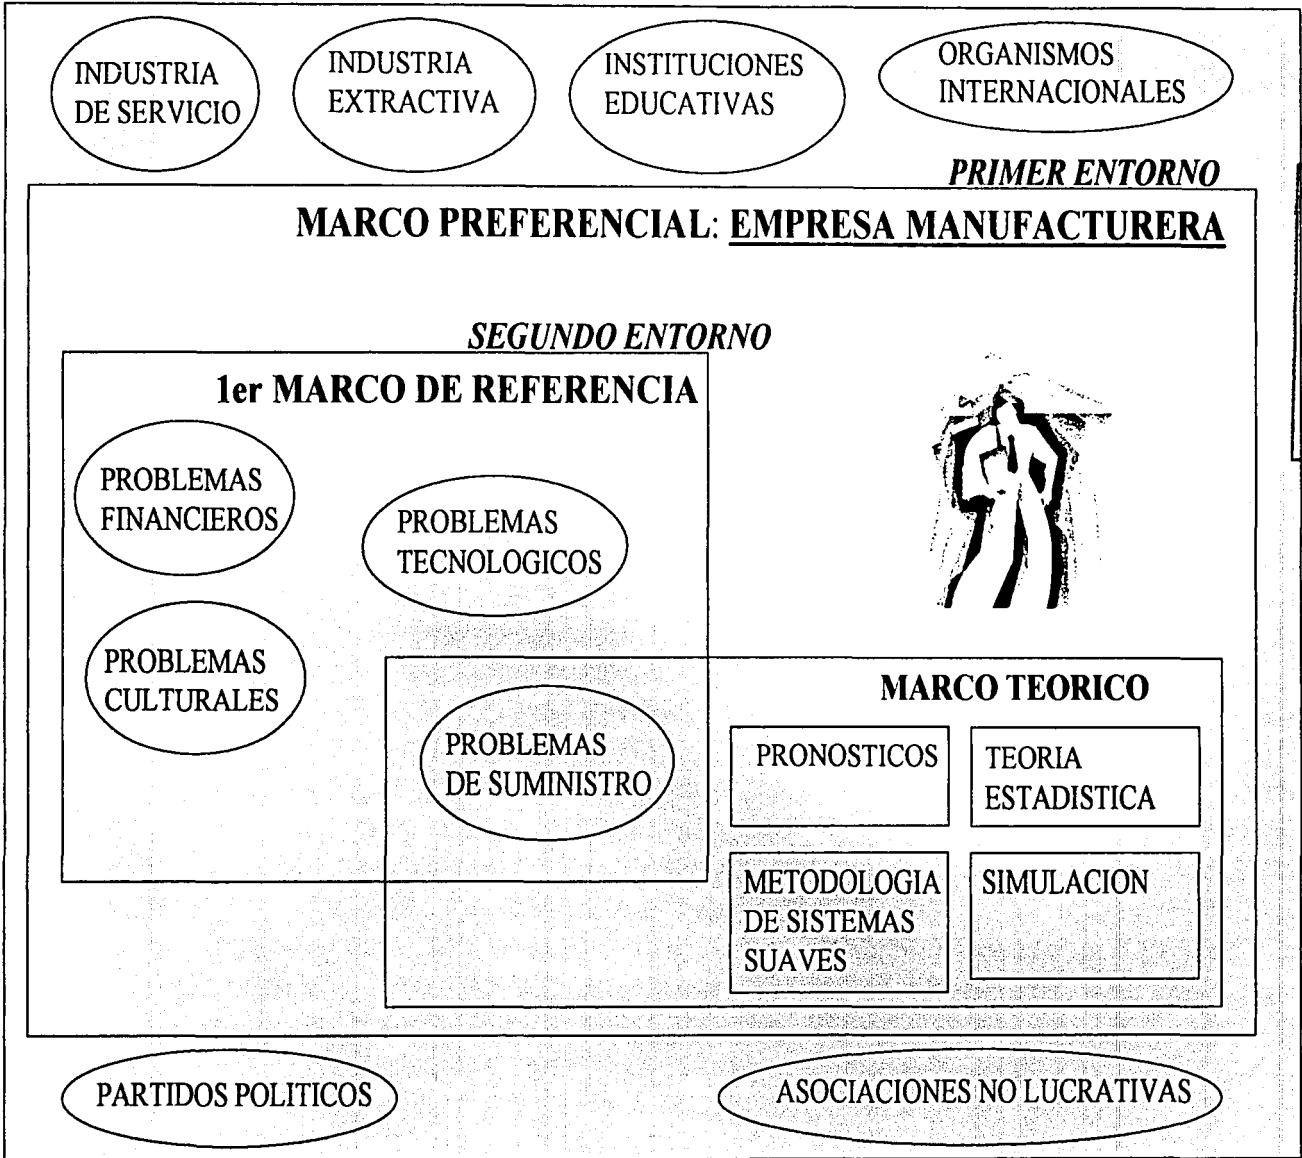 INDUSTRIA
DE SERVICIO
INDUSTRIA
EXTRACTIVA
INSTITUCIONES
EDUCATIVAS
ORGANISMOS
INTERNACIONALES
PRIMER ENTORNO
MARCO PREFERENCIAL: EMPRESA MANUFACTURERA
SEGUNDO ENTORNO
1er MARCO DE REFERENCIA
PROBLEMAS
FINANCIEROS
PROBLEMAS
TECNOLOGICOS
PROBLEMAS
CULTURALES
PROBLEMAS
DE SUMINISTRO
MARCO TEORICO
PRONOSTICOS
TEORIA
ESTADISTICA
METODOLOGIA
DE SISTEMAS
SUAVES
SIMULACION
PARTIDOS POLITICOS
ASOCIACIONES NO LUCRATIVAS